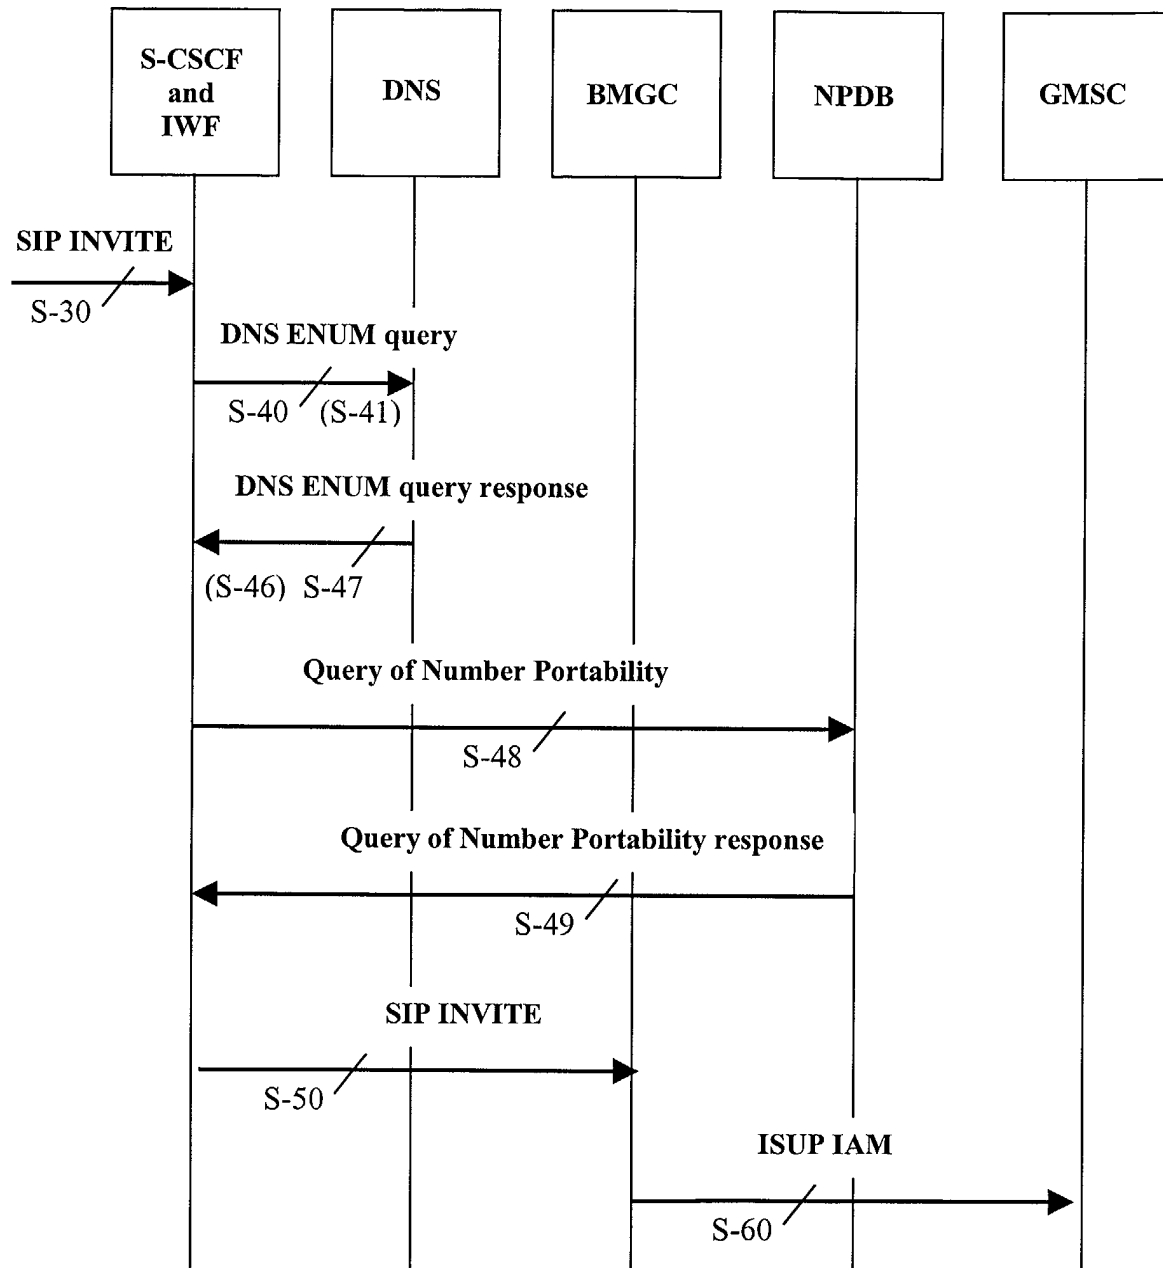 S-CSCF
and
IWF
DNS
BMGC
NPDB
GMSC
SIP INVITE
S-30
DNS ENUM query
S-40 (S-41)
DNS ENUM query response
(S-46) S-47
Query of Number Portability
S-48
Query of Number Portability response
S-49
SIP INVITE
S-50
ISUP IAM
S-60